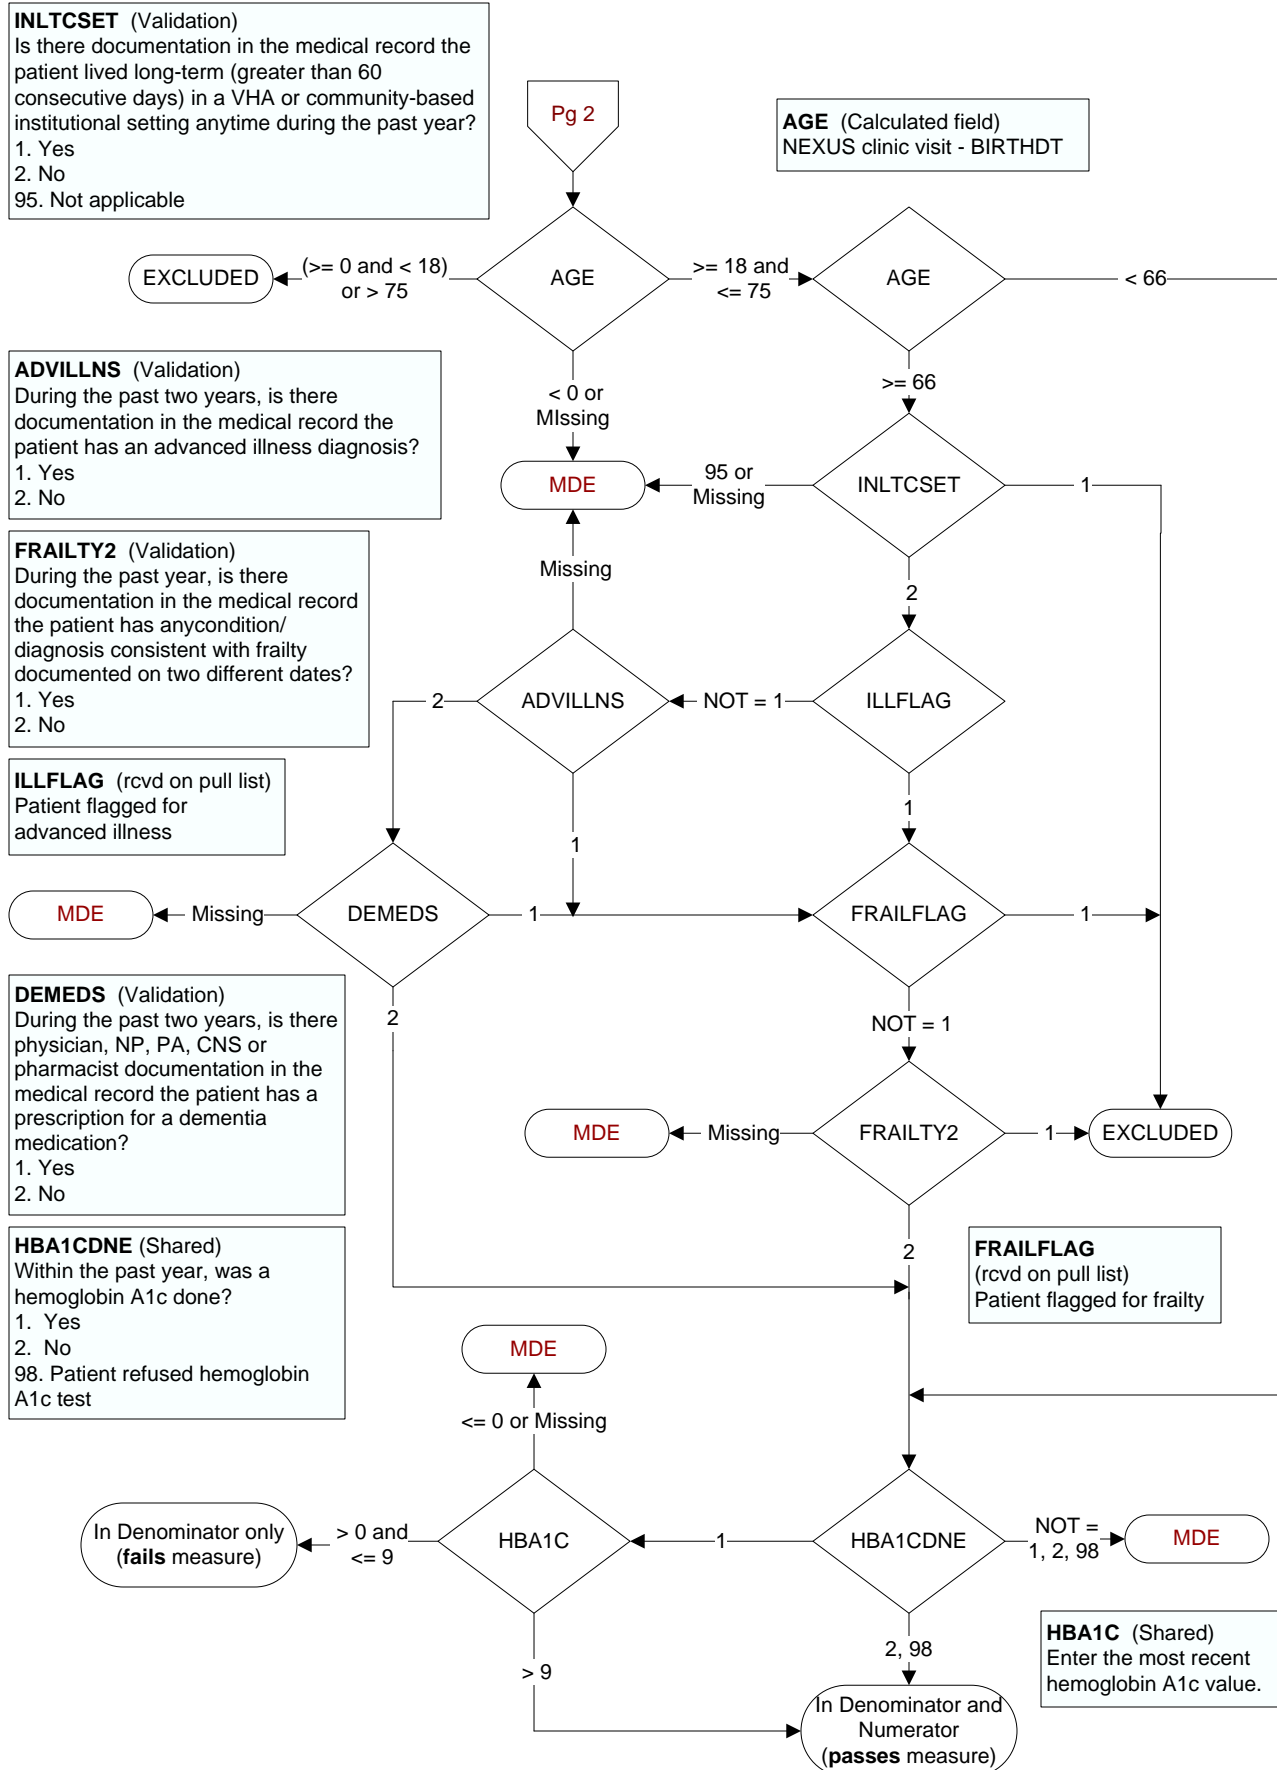 INLTCSET (Validation)
Is there documentation in the medical record the
patient lived long-term (greater than 60
consecutive days) in a VHA or community-based
institutional setting anytime during the past year?
1. Yes
2. No
95. Not applicable
Pg 2
AGE (Calculated field)
NEXUS clinic visit - BIRTHDT
EXCLUDED
(>= 0 and < 18)
or > 75
AGE
>= 18 and
<= 75
AGE
< 66
ADVILLNS (Validation)
During the past two years, is there
documentation in the medical record the
patient has an advanced illness diagnosis?
1. Yes
2. No
< 0 or
MIssing
>= 66
MDE
95 or
Missing
INLTCSET
1
FRAILTY2 (Validation)
During the past year, is there
documentation in the medical record
the patient has anycondition/
diagnosis consistent with frailty
documented on two different dates?
1. Yes
2. No
Missing
2
2
ADVILLNS
NOT = 1
ILLFLAG
ILLFLAG (rcvd on pull list)
Patient flagged for
advanced illness
1
1
MDE
Missing
DEMEDS
1
FRAILFLAG
1
DEMEDS (Validation)
During the past two years, is there
physician, NP, PA, CNS or
pharmacist documentation in the
medical record the patient has a
prescription for a dementia
medication?
1. Yes
2. No
2
NOT = 1
MDE
Missing
FRAILTY2
1
EXCLUDED
HBA1CDNE (Shared)
Within the past year, was a
hemoglobin A1c done?
1. Yes
2. No
98. Patient refused hemoglobin
A1c test
2
FRAILFLAG
(rcvd on pull list)
Patient flagged for frailty
MDE
<= 0 or Missing
In Denominator only
(fails measure)
> 0 and
<= 9
HBA1C
1
HBA1CDNE
NOT =
1, 2, 98
MDE
> 9
2, 98
HBA1C (Shared)
Enter the most recent
hemoglobin A1c value.
In Denominator and
Numerator
(passes measure)